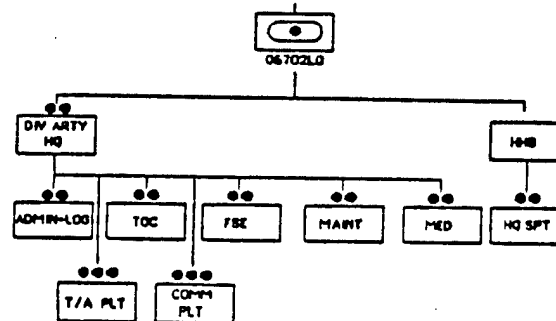 06702L0
DIV ARTY
HQ
HHB
ADMIN-LOG
TOC
FSE
MAINT
MED
HQ SPT
T/A PLT
COMM
PLT